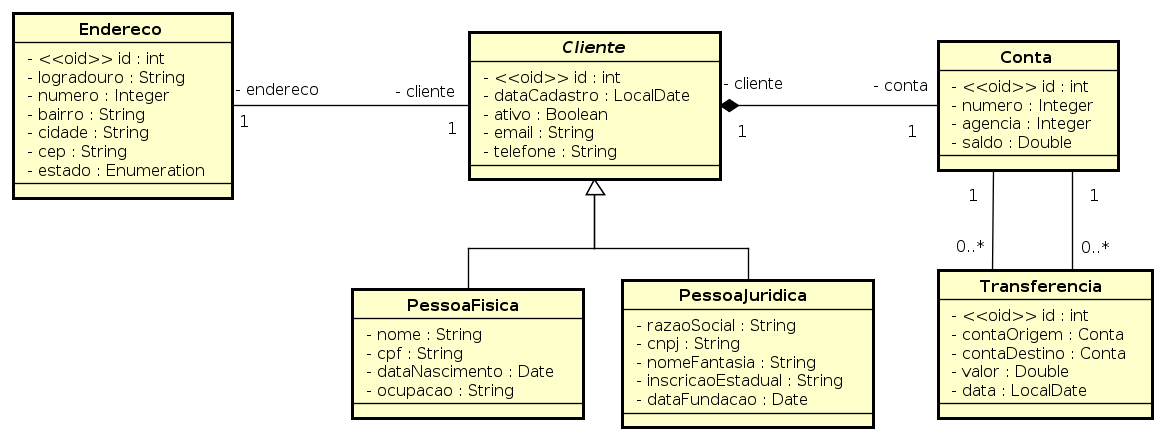 Endereco
- <<oid>> id : int
- logradouro : String
- numero : Integer
- bairro : String
- cidade : String
- cep : String
- estado : Enumeration
- endereco
1
- cliente
1
Cliente
- <<oid>> id : int
- dataCadastro : LocalDate
- ativo : Boolean
- email : String
- telefone : String
- cliente
1
- conta
1
Conta
- <<oid>> id : int
- numero : Integer
- agencia : Integer
- saldo : Double
1
1
0..*
0..*
PessoaFisica
- nome : String
- cpf : String
- dataNascimento : Date
- ocupacao : String
PessoaJuridica
- razaoSocial : String
- cnpj : String
- nomeFantasia : String
- inscricaoEstadual : String
- dataFundacao : Date
Transferencia
- <<oid>> id : int
- contaOrigem : Conta
- contaDestino : Conta
- valor : Double
- data : LocalDate